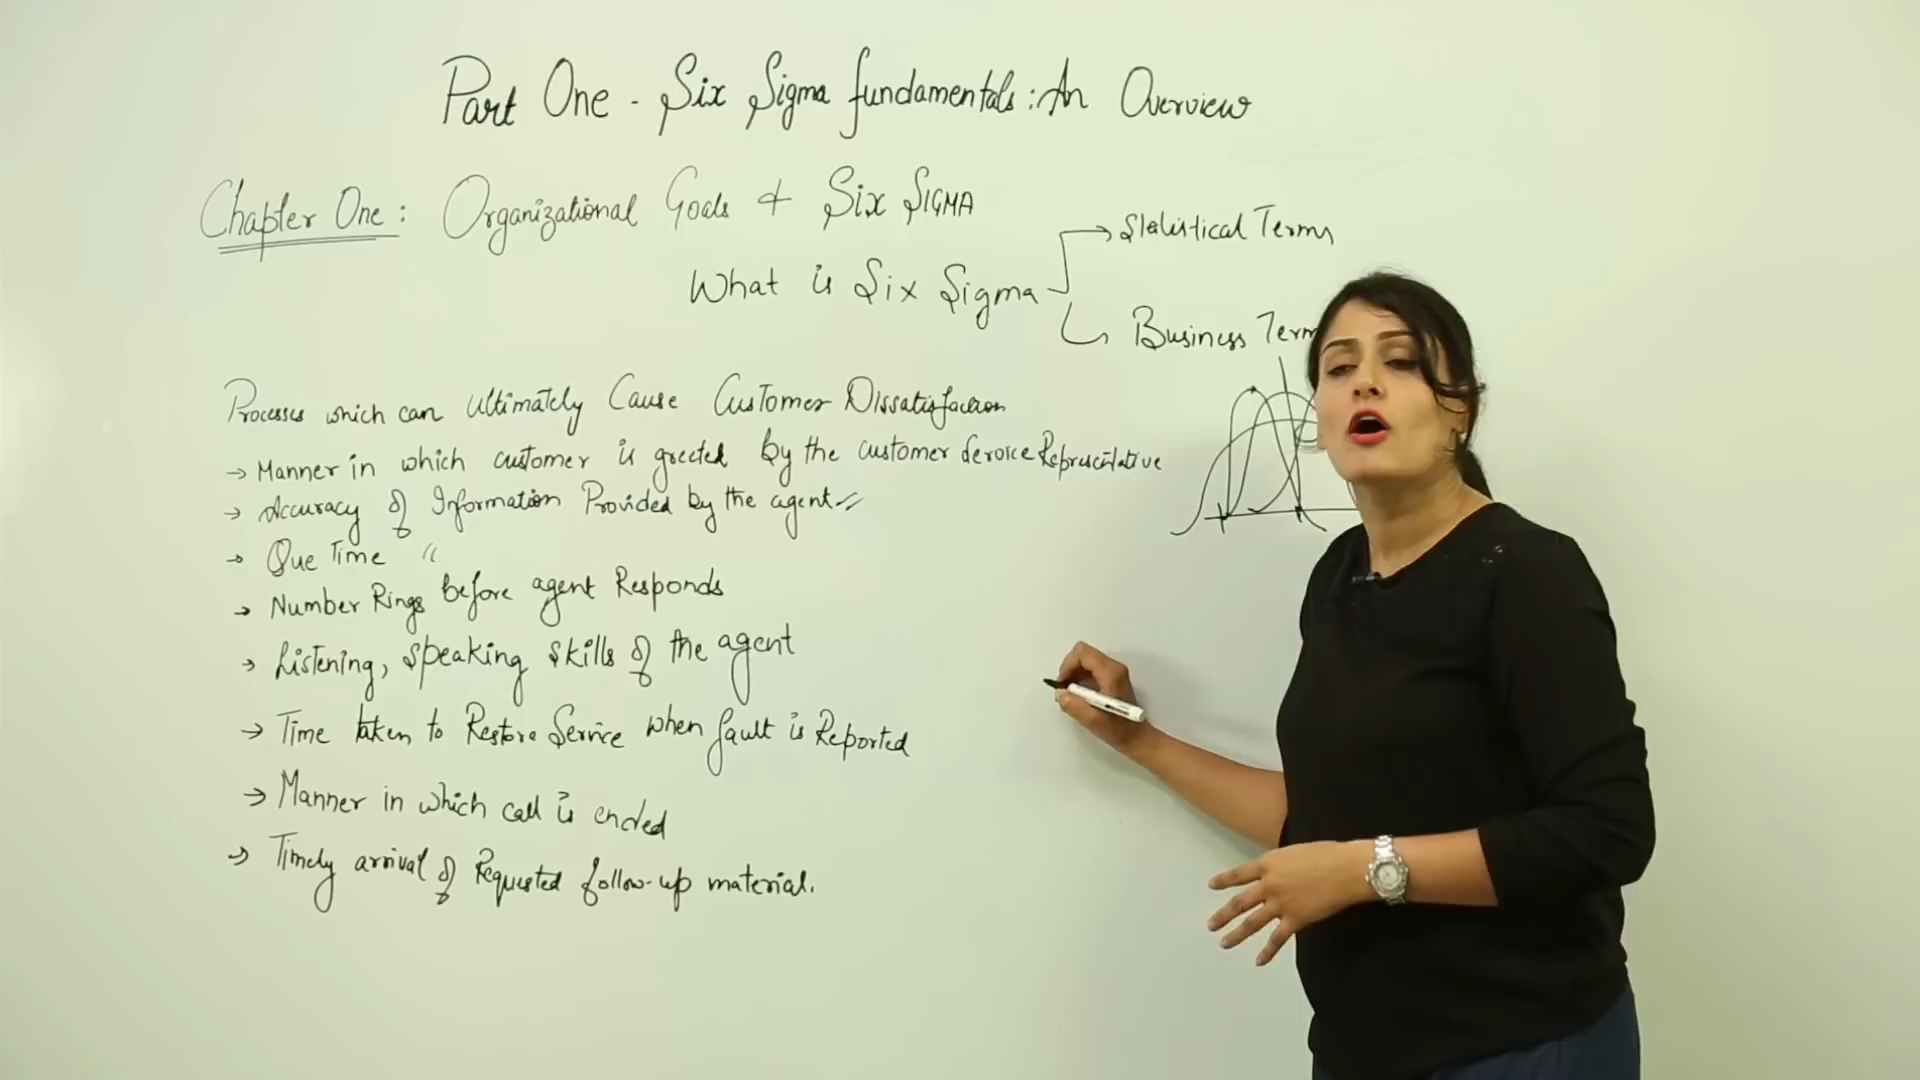 Part One - Six Sigma fundamentals: An Overview
Chapter One: Organizational Goals & Six SIGMA
Statistical Terms
What is Six Sigma
Business Term
Processes which can Ultimately Cause Customer Dissatisfaction
→ Manner in which customer is greeted by the customer Service Representative
→ Accuracy of Information Provided by the agent
→ Que Time
→ Number Rings before agent Responds
→ Listening, speaking skills of the agent
→ Time taken to Restore Service when fault is Reported
→ Manner in which call is ended
→ Timely arrival of Requested follow-up material.